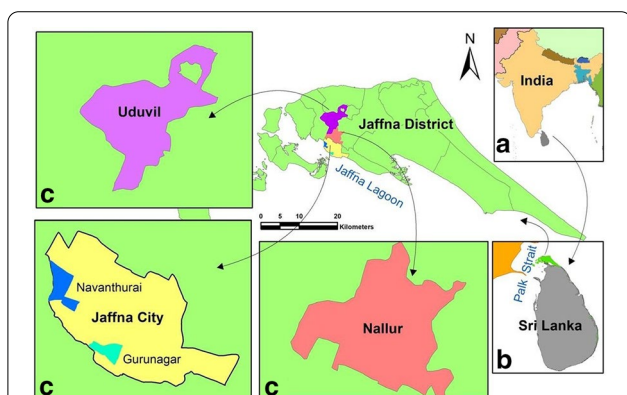 Uduvil
c
N
Jaffna District
Jaffna Lagoon
0 5 10 20
Kilometers
India
a
Navanthurai
Jaffna City
Gurunagar
c
Nallur
c
Palk Strait
Sri Lanka
b